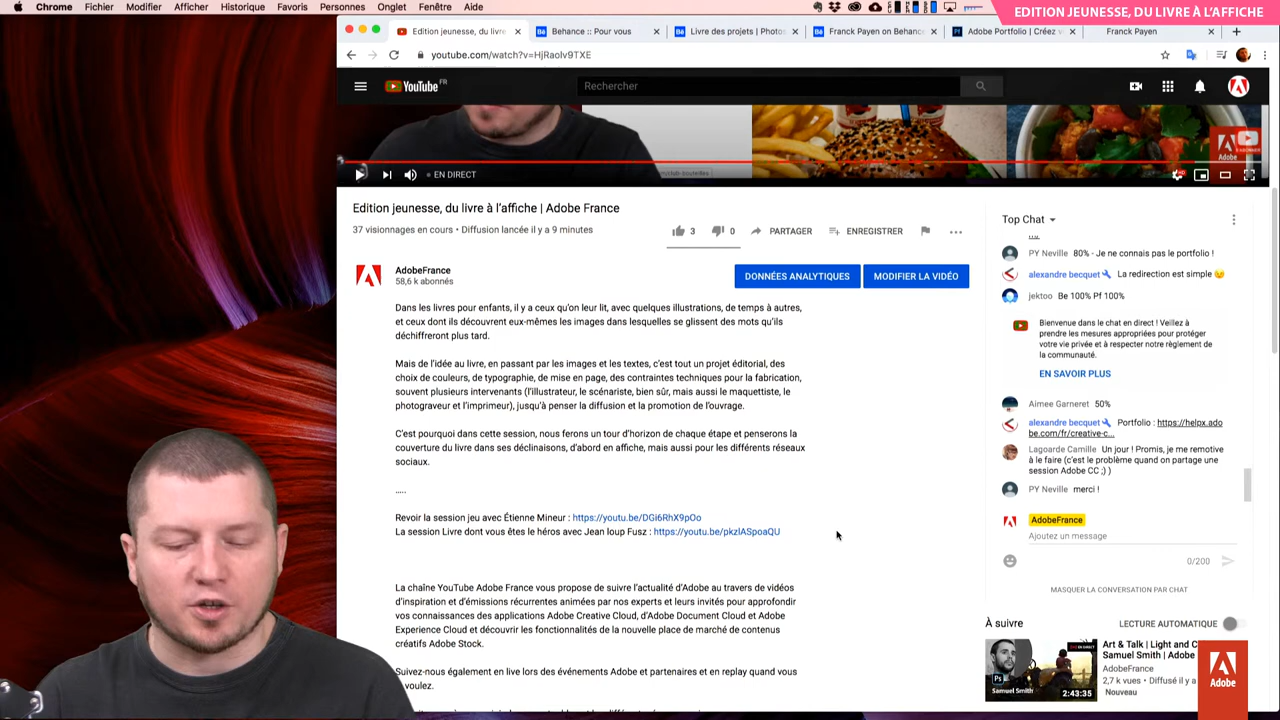 Chrome Fichier Modifier Afficher Historique Favoris Personnes Onglet Fenêtre Aide
EDITION JEUNESSE, DU LIVRE À L'AFFICHE
Edition jeunesse, du livre
Behance :: Pour vous
Livre des projets | Photos
Franck Payen on Behance
Adobe Portfolio | Créez v
Franck Payen
youtube.com/watch?v=HjRaoIv9TXE
YouTube FR
Rechercher
Adobe
EN DIRECT
Edition jeunesse, du livre à l'affiche | Adobe France
37 visionnages en cours • Diffusion lancée il y a 9 minutes
3 0 PARTAGER ENREGISTRER
AdobeFrance
58,6 k abonnés
DONNÉES ANALYTIQUES
MODIFIER LA VIDÉO
Dans les livres pour enfants, il y a ceux qu'on leur lit, avec quelques illustrations, de temps à autres,
et ceux dont ils découvrent eux-mêmes les images dans lesquelles se glissent des mots qu'ils
déchiffreront plus tard.
Mais de l'idée au livre, en passant par les images et les textes, c'est tout un projet éditorial, des
choix de couleurs, de typographie, de mise en page, des contraintes techniques pour la fabrication,
souvent plusieurs intervenants (l'illustrateur, le scénariste, bien sûr, mais aussi le maquettiste, le
photograveur et l'imprimeur), jusqu'à penser la diffusion et la promotion de l'ouvrage.
C'est pourquoi dans cette session, nous ferons un tour d'horizon de chaque étape et penserons la
couverture du livre dans ses déclinaisons, d'abord en affiche, mais aussi pour les différents réseaux
sociaux.
.....
Revoir la session jeu avec Étienne Mineur : https://youtu.be/DGi6RhX9pOo
La session Livre dont vous êtes le héros avec Jean loup Fusz : https://youtu.be/pkzIASpoaQU
La chaîne YouTube Adobe France vous propose de suivre l'actualité d'Adobe au travers de vidéos
d'inspiration et d'émissions récurrentes animées par nos experts et leurs invités pour approfondir
vos connaissances des applications Adobe Creative Cloud, d'Adobe Document Cloud et Adobe
Experience Cloud et découvrir les fonctionnalités de la nouvelle place de marché de contenus
créatifs Adobe Stock.
Suivez-nous également en live lors des événements Adobe et partenaires et en replay quand vous
voulez.
Top Chat
PY Neville 80% - Je ne connais pas le portfolio !
alexandre becquet La redirection est simple
jektoo Be 100% Pf 100%
Bienvenue dans le chat en direct ! Veillez à
prendre les mesures appropriées pour protéger
votre vie privée et à respecter notre règlement de
la communauté.
EN SAVOIR PLUS
Aimee Garneret 50%
alexandre becquet Portfolio : https://helpx.ado
be.com/fr/creative-c...
Lagoarde Camille Un jour ! Promis, je me remotive
à le faire (c'est le problème quand on partage une
session Adobe CC ;) )
PY Neville merci !
AdobeFrance
Ajoutez un message
0/200
MASQUER LA CONVERSATION PAR CHAT
À suivre
LECTURE AUTOMATIQUE
Ps
Samuel Smith
2:43:35
Art & Talk | Light and C
Samuel Smith | Adobe
AdobeFrance
2,7 k vues • Diffusé il y a
Nouveau
Adobe